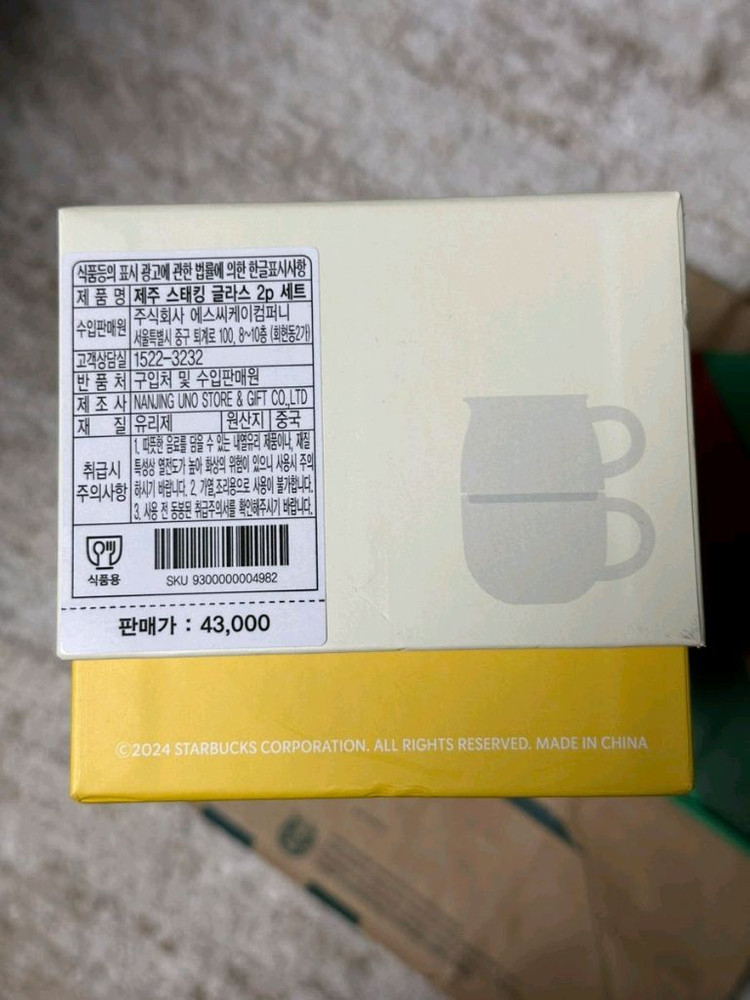 식품등의 표시 광고에 관한 법률에 의한 한글표시사항
제 품 명 제주 스태킹 글라스 2p 세트
수입판매원 주식회사 에스씨케이컴퍼니
서울특별시 중구 퇴계로 100, 8~10층 (회현동2가)
고객상담실 1522-3232
반 품 처 구입처 및 수입판매원
제 조 사 NANJING UNO STORE & GIFT CO.,LTD
재 질 유리제 원산지 중국
취급시 주의사항
1. 따뜻한 음료를 담을 수 있는 내열유리 제품이나, 재질
특성상 열전도가 높아 화상의 위험이 있으니 사용시 주의
하시기 바랍니다. 2. 가열,조리용으로 사용이 불가합니다.
3. 사용 전 동봉된 취급주의서를 확인해주시기 바랍니다.
식품용
SKU 9300000004982
판매가 : 43,000
©2024 STARBUCKS CORPORATION. ALL RIGHTS RESERVED. MADE IN CHINA